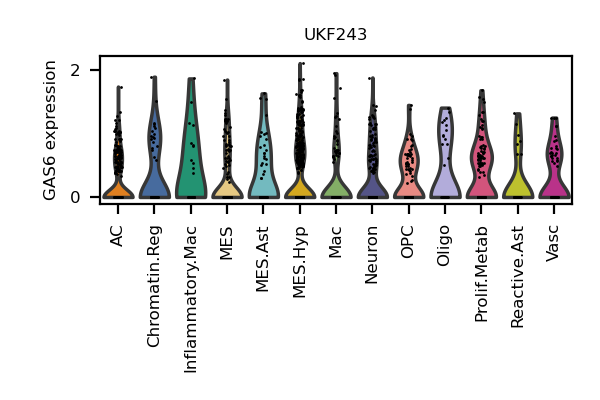 UKF243
GAS6 expression
2
0
AC
Chromatin.Reg
Inflammatory.Mac
MES
MES.Ast
MES.Hyp
Mac
Neuron
OPC
Oligo
Prolif.Metab
Reactive.Ast
Vasc